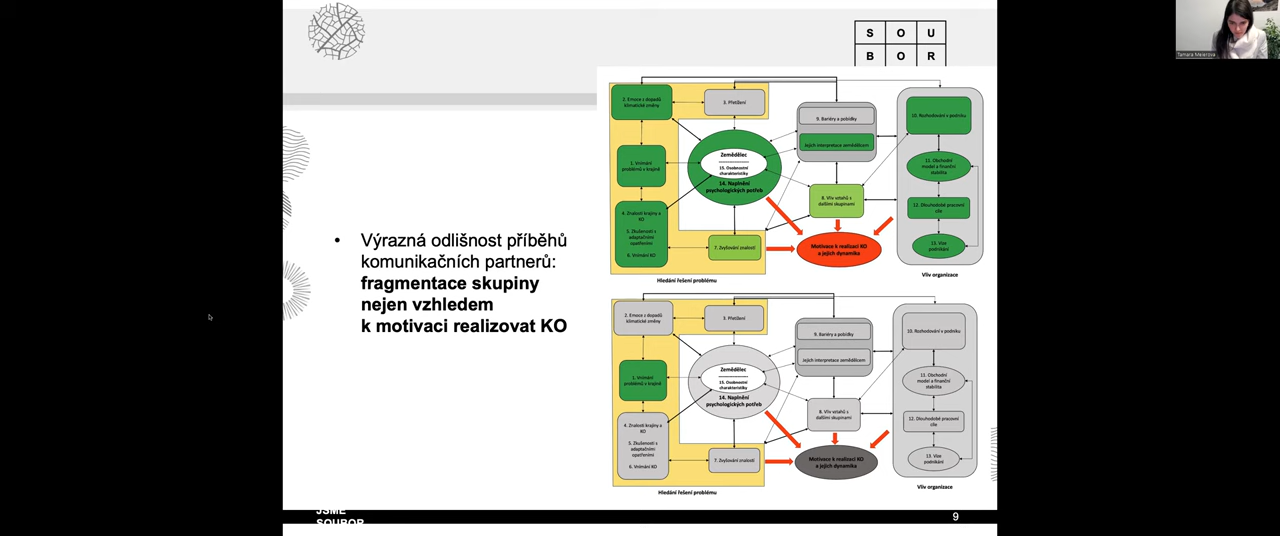 S O U
B O R
Tamara Meierová
Výrazná odlišnost příběhů
komunikačních partnerů:
fragmentace skupiny
nejen vzhledem
k motivaci realizovat KO
2. Emoce z dopadů
klimatické změny
3. Přetížení
9. Bariéry a pobídky
Jejich interpretace zemědělcem
10. Rozhodování v podniku
1. Vnímání
problémů v krajině
Zemědělec
15. Osobnostní
charakteristiky
14. Naplnění
psychologických potřeb
11. Obchodní
model a finanční
stabilita
4. Znalosti krajiny a
KO
5. Zkušenosti s
adaptačními
opatřeními
6. Vnímání KO
8. Vliv vztahů s
dalšími skupinami
12. Dlouhodobé pracovní
cíle
7. Zvyšování znalostí
Motivace k realizaci KO
a jejich dynamika
13. Vize
podnikání
Hledání řešení problému
Vliv organizace
2. Emoce z dopadů
klimatické změny
3. Přetížení
9. Bariéry a pobídky
Jejich interpretace zemědělcem
10. Rozhodování v podniku
1. Vnímání
problémů v krajině
Zemědělec
15. Osobnostní
charakteristiky
14. Naplnění
psychologických potřeb
11. Obchodní
model a finanční
stabilita
4. Znalosti krajiny a
KO
5. Zkušenosti s
adaptačními
opatřeními
6. Vnímání KO
8. Vliv vztahů s
dalšími skupinami
12. Dlouhodobé pracovní
cíle
7. Zvyšování znalostí
Motivace k realizaci KO
a jejich dynamika
13. Vize
podnikání
Hledání řešení problému
Vliv organizace
JSME
SOUBOR
9